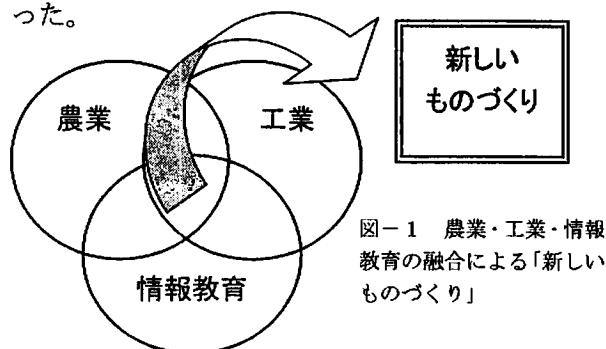 った。
農業
工業
情報教育
新しい
ものづくり
図－1 農業・工業・情報
教育の融合による「新しい
ものづくり」